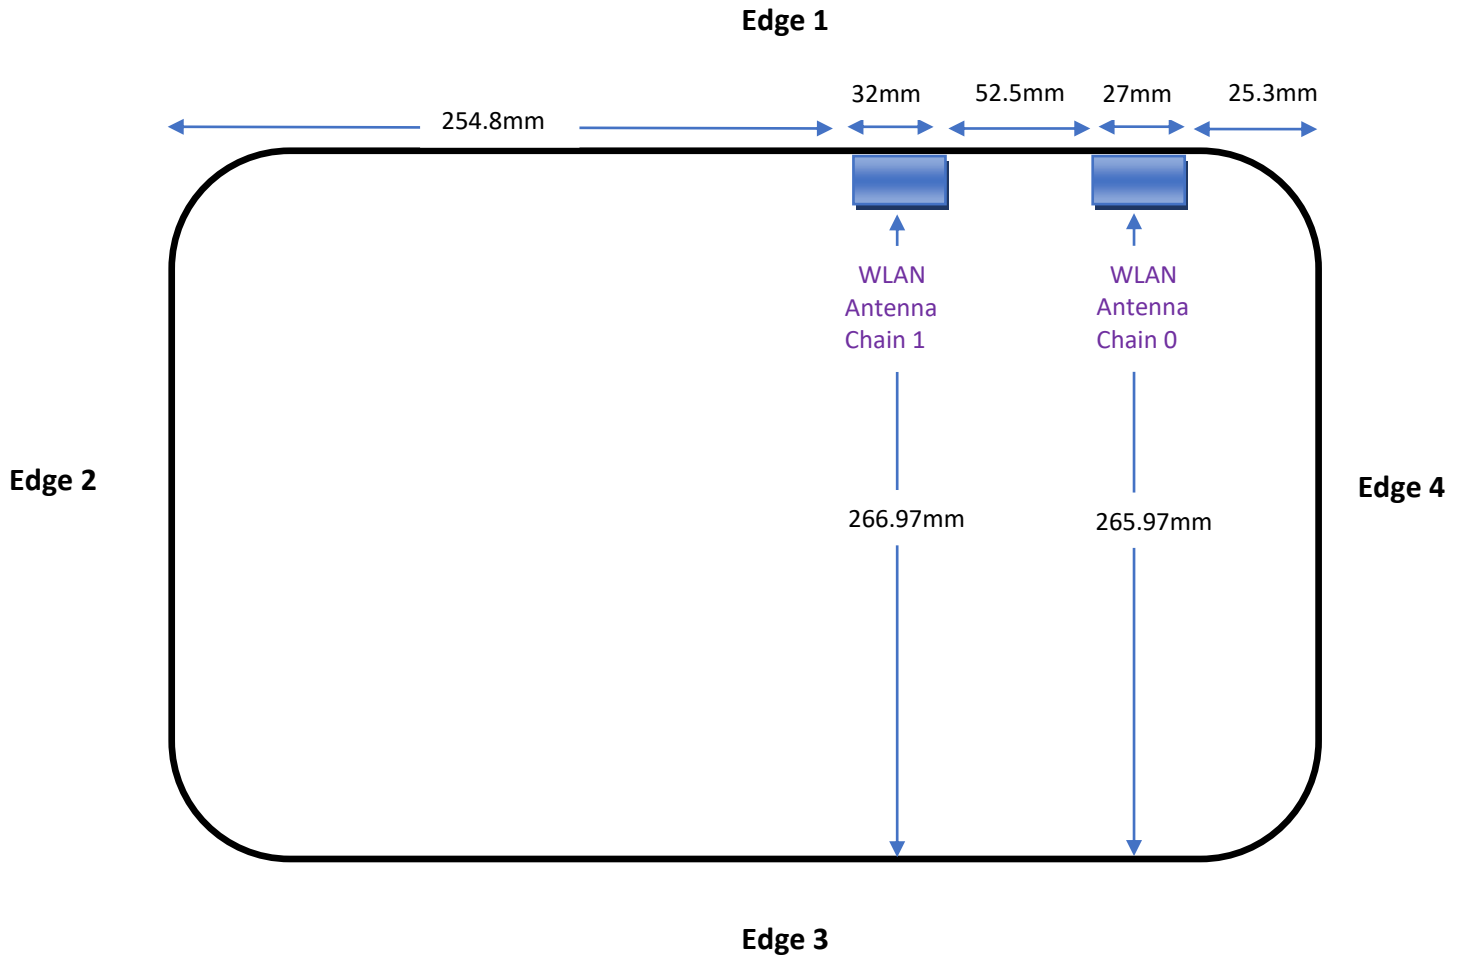 Edge 1
32mm
52.5mm
27mm
25.3mm
254.8mm
WLAN
Antenna
Chain 1
WLAN
Antenna
Chain 0
Edge 2
Edge 4
266.97mm
265.97mm
Edge 3